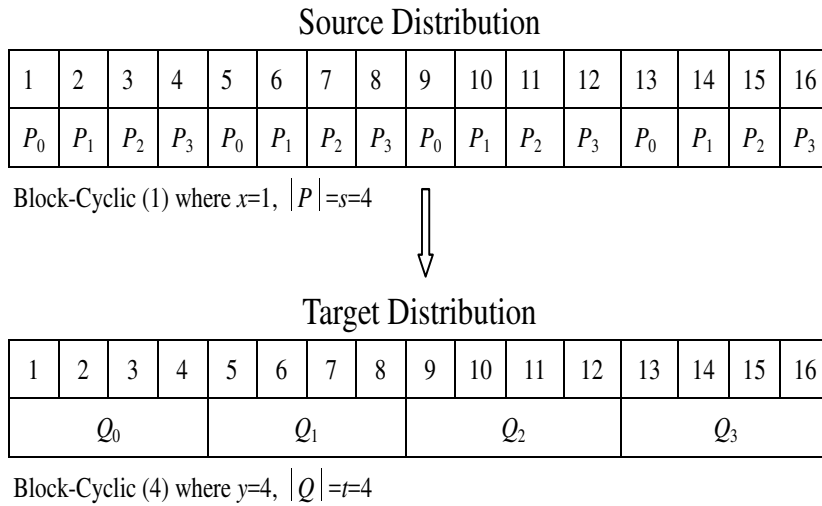 Source Distribution
1 2 3 4 5 6 7 8 9 10 11 12 13 14 15 16
P0 P1 P2 P3 P0 P1 P2 P3 P0 P1 P2 P3 P0 P1 P2 P3
Block-Cyclic (1) where x=1, |P|=s=4
Target Distribution
1 2 3 4 5 6 7 8 9 10 11 12 13 14 15 16
Q0 Q1 Q2 Q3
Block-Cyclic (4) where y=4, |Q|=t=4